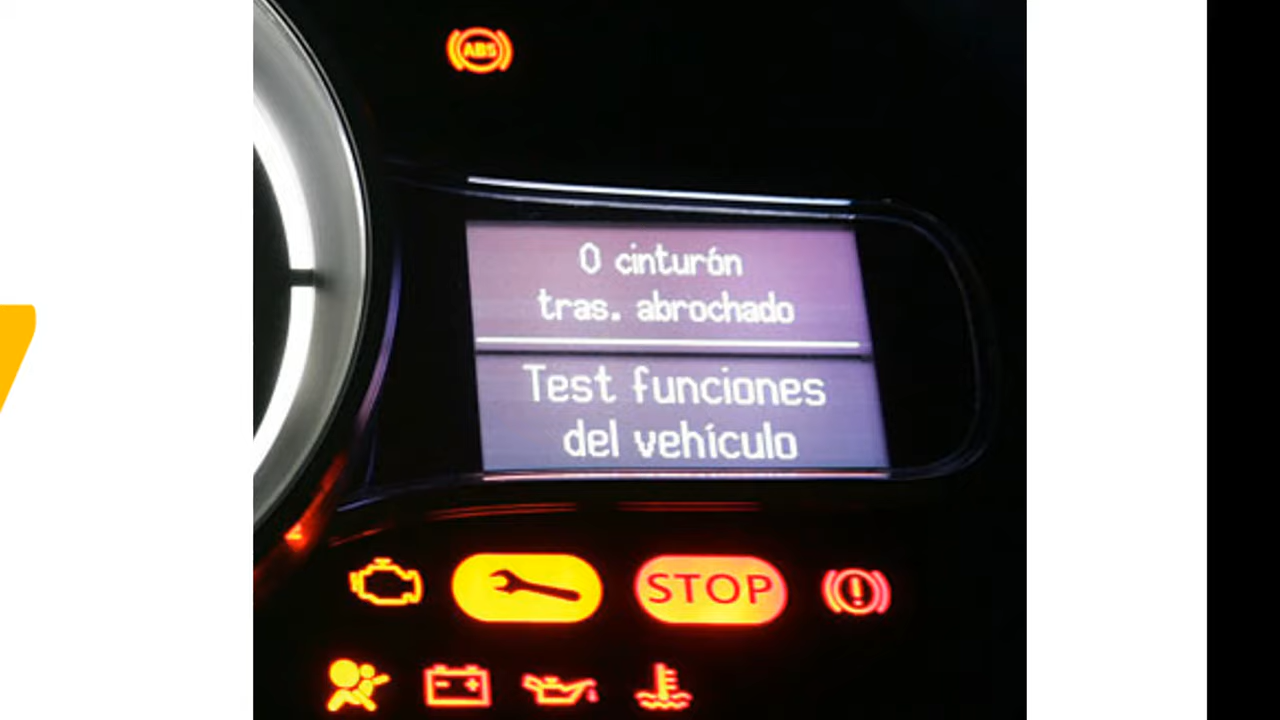 ABS
0 cinturón
tras. abrochado
Test funciones
del vehículo
STOP